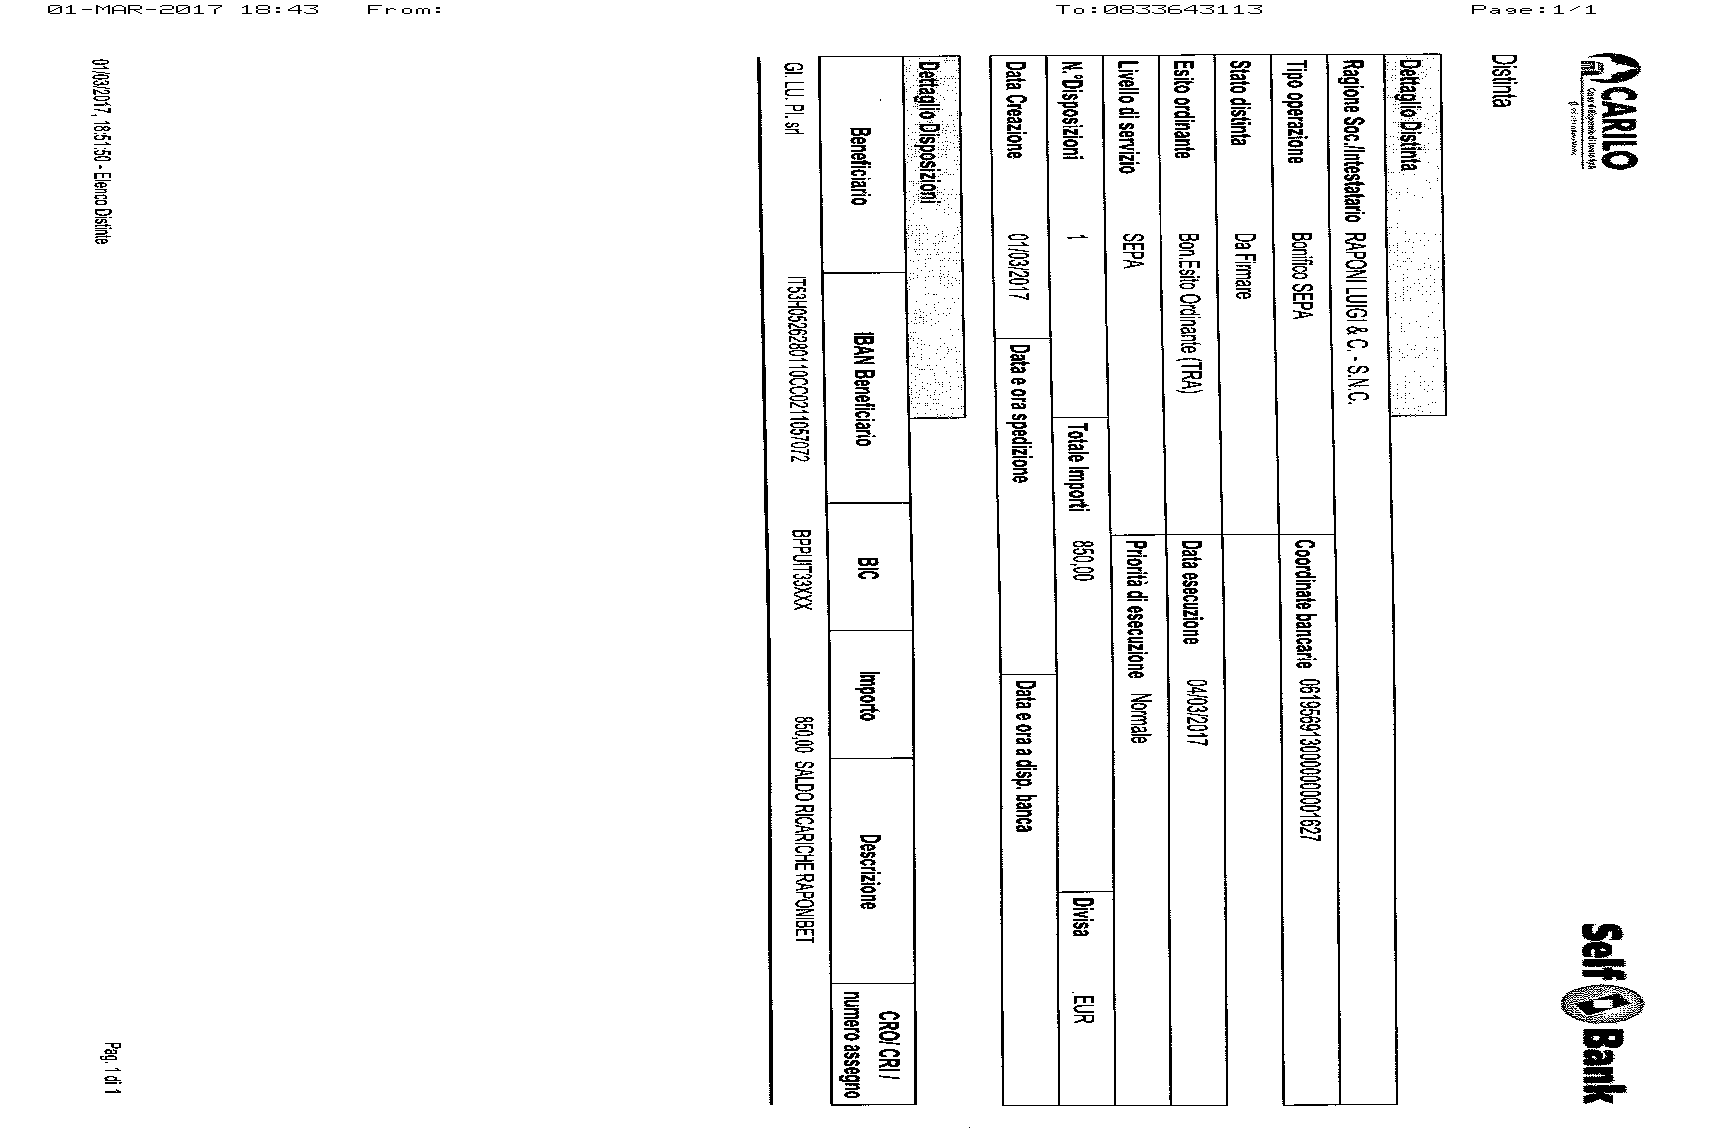 01-MAR-2017 18:43 From: To:0833643113 Page:1/1
CARILO
Self Bank
Distinta
Dettaglio Distinta
Ragione Soc./Intestatario RAPONI LUIGI & C. - S.N.C.
Tipo operazione Bonifico SEPA Coordinate bancarie 0619569130000000001627
Stato distinta Da Firmare
Esito ordinante Bon.Esito Ordinante (TRA) Data esecuzione 04/03/2017
Livello di servizio SEPA Priorità di esecuzione Normale
N.°Disposizioni 1 Totale Importi 850,00 Divisa EUR
Data Creazione 01/03/2017 Data e ora spedizione Data e ora a disp. banca
Dettaglio Disposizioni
Beneficiario IBAN Beneficiario BIC Importo Descrizione CRO/ CRI / numero assegno
GI. LU. PI. srl IT53H0526280110CC0211057072 BPPUIT33XXX 850,00 SALDO RICARICHE RAPONIBET
01/03/2017, 18:51:50 - Elenco Distinte Pag. 1 di 1